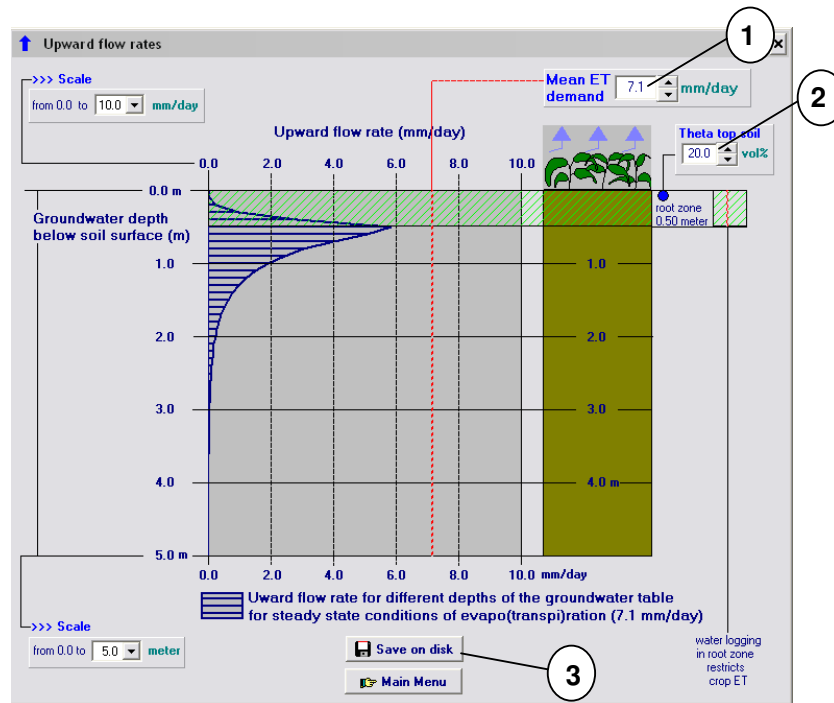 1
Upward flow rates
×
>>> Scale
from 0.0 to 10.0 mm/day
Mean ET
demand 7.1 mm/day
2
Theta top soil
20.0 vol%
Upward flow rate (mm/day)
0.0 2.0 4.0 6.0 8.0 10.0
0.0 m
Groundwater depth
below soil surface (m)
root zone
0.50 meter
1.0 1.0
2.0 2.0
3.0 3.0
4.0 4.0 m
5.0 m
0.0 2.0 4.0 6.0 8.0 10.0 mm/day
Uward flow rate for different depths of the groundwater table
for steady state conditions of evapo(transpi)ration (7.1 mm/day)
>>> Scale
from 0.0 to 5.0 meter
water logging
in root zone
restricts
crop ET
Save on disk
3
Main Menu